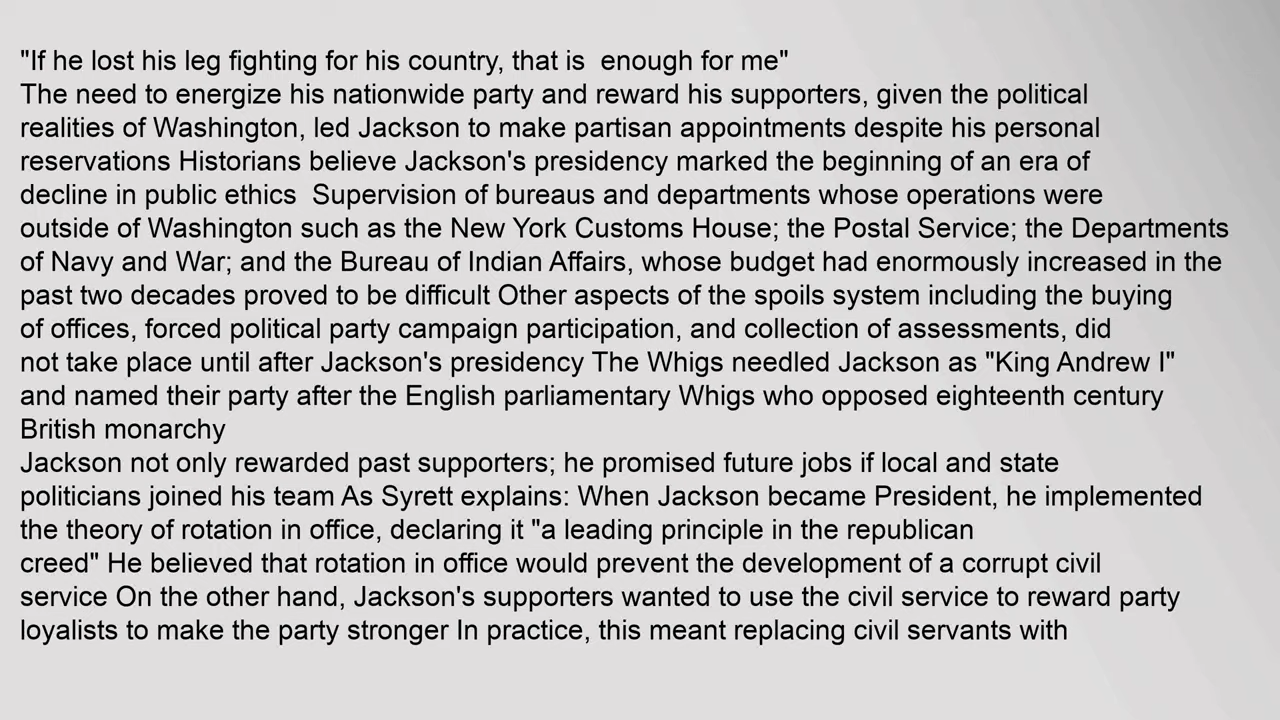 "If he lost his leg fighting for his country, that is  enough for me"
The need to energize his nationwide party and reward his supporters, given the political
realities of Washington, led Jackson to make partisan appointments despite his personal
reservations Historians believe Jackson's presidency marked the beginning of an era of
decline in public ethics  Supervision of bureaus and departments whose operations were
outside of Washington such as the New York Customs House; the Postal Service; the Departments
of Navy and War; and the Bureau of Indian Affairs, whose budget had enormously increased in the
past two decades proved to be difficult Other aspects of the spoils system including the buying
of offices, forced political party campaign participation, and collection of assessments, did
not take place until after Jackson's presidency The Whigs needled Jackson as "King Andrew I"
and named their party after the English parliamentary Whigs who opposed eighteenth century
British monarchy
Jackson not only rewarded past supporters; he promised future jobs if local and state
politicians joined his team As Syrett explains: When Jackson became President, he implemented
the theory of rotation in office, declaring it "a leading principle in the republican
creed" He believed that rotation in office would prevent the development of a corrupt civil
service On the other hand, Jackson's supporters wanted to use the civil service to reward party
loyalists to make the party stronger In practice, this meant replacing civil servants with